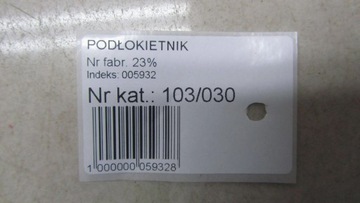 PODŁOKIETNIK
Nr fabr. 23%
Indeks: 005932
Nr kat.: 103/030
1 000000 059328